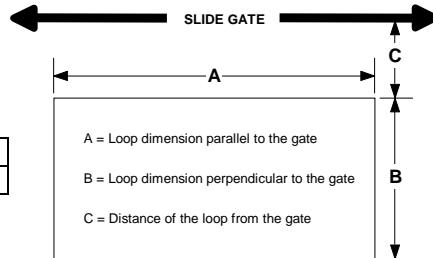 SLIDE GATE
C
A
A = Loop dimension parallel to the gate
B = Loop dimension perpendicular to the gate
B
C = Distance of the loop from the gate